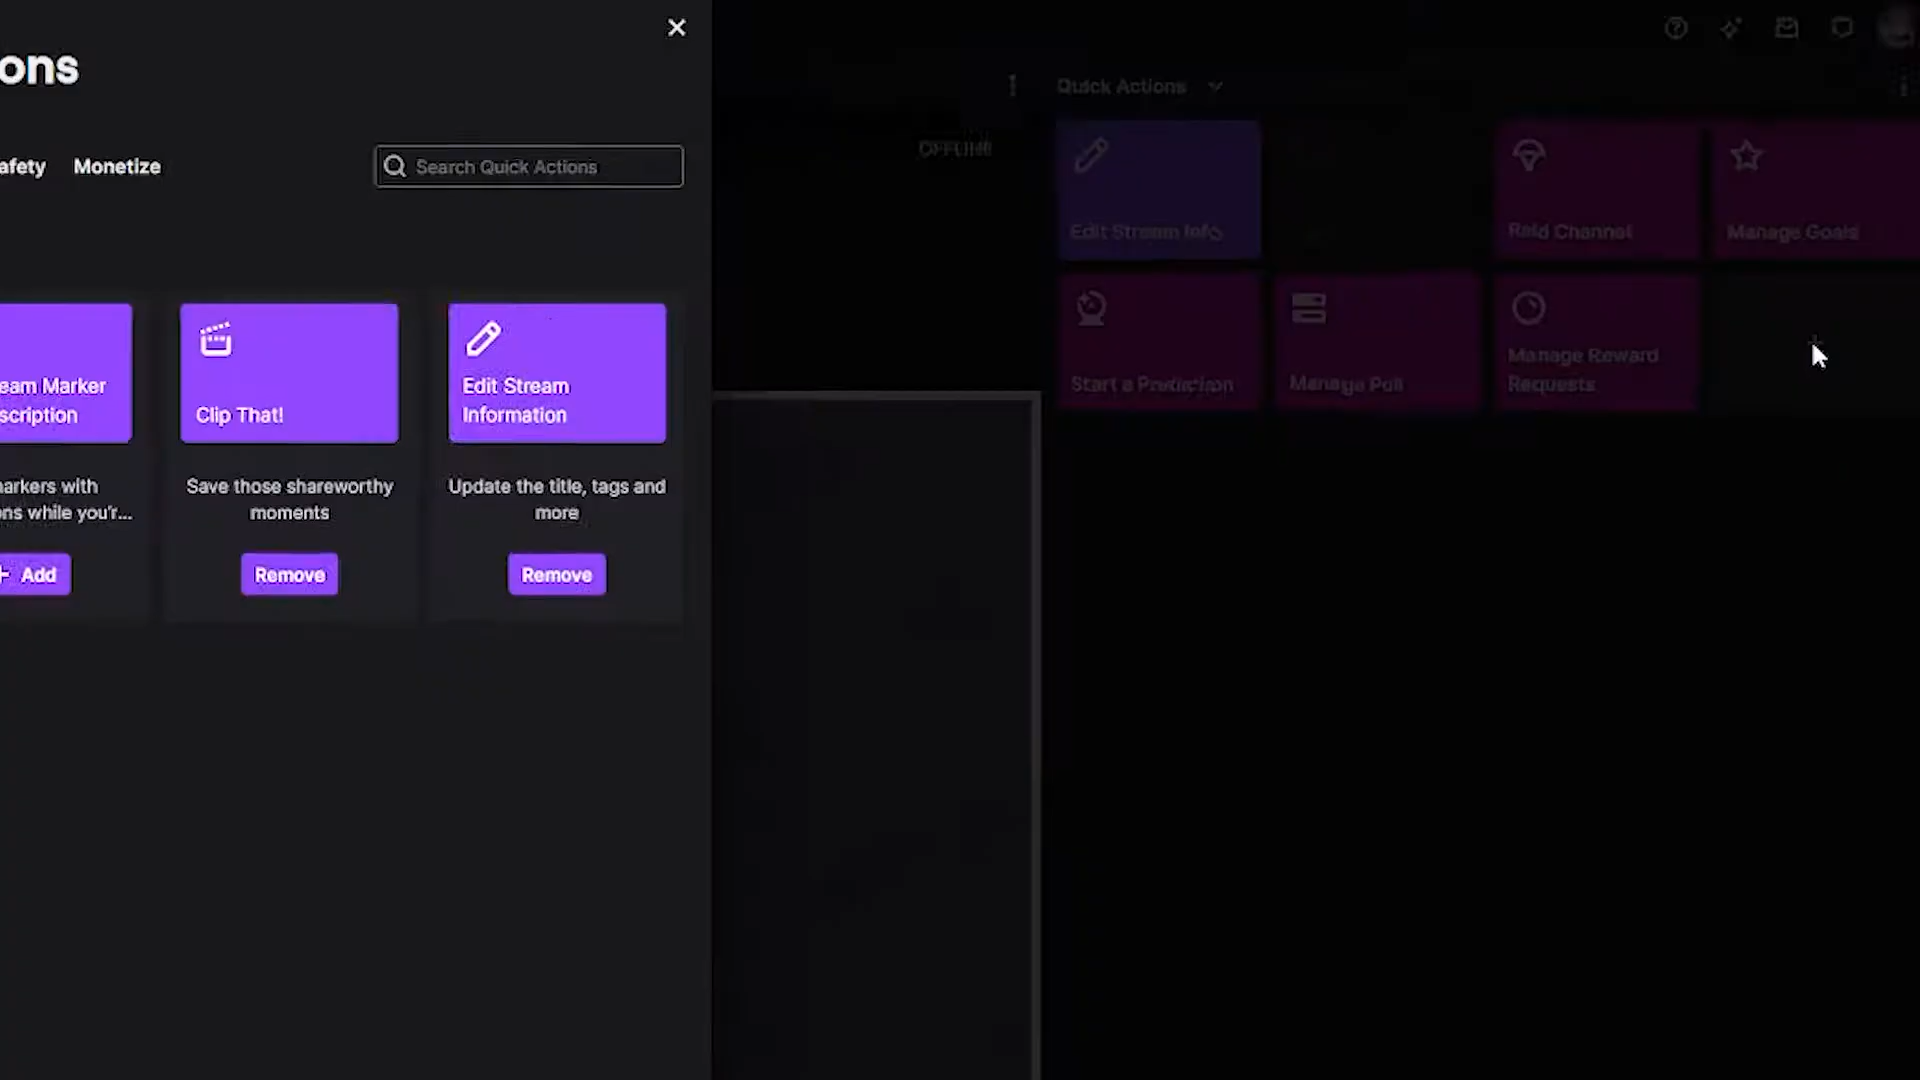 ons
afety Monetize
Search Quick Actions
eam Marker
scription
arkers with
ns while you'r...
+ Add
Clip That!
Save those shareworthy
moments
Remove
Edit Stream
Information
Update the title, tags and
more
Remove
OFFLINE
Quick Actions
Edit Stream Info
Raid Channel
Manage Goals
Start a Prediction
Manage Poll
Manage Reward
Requests